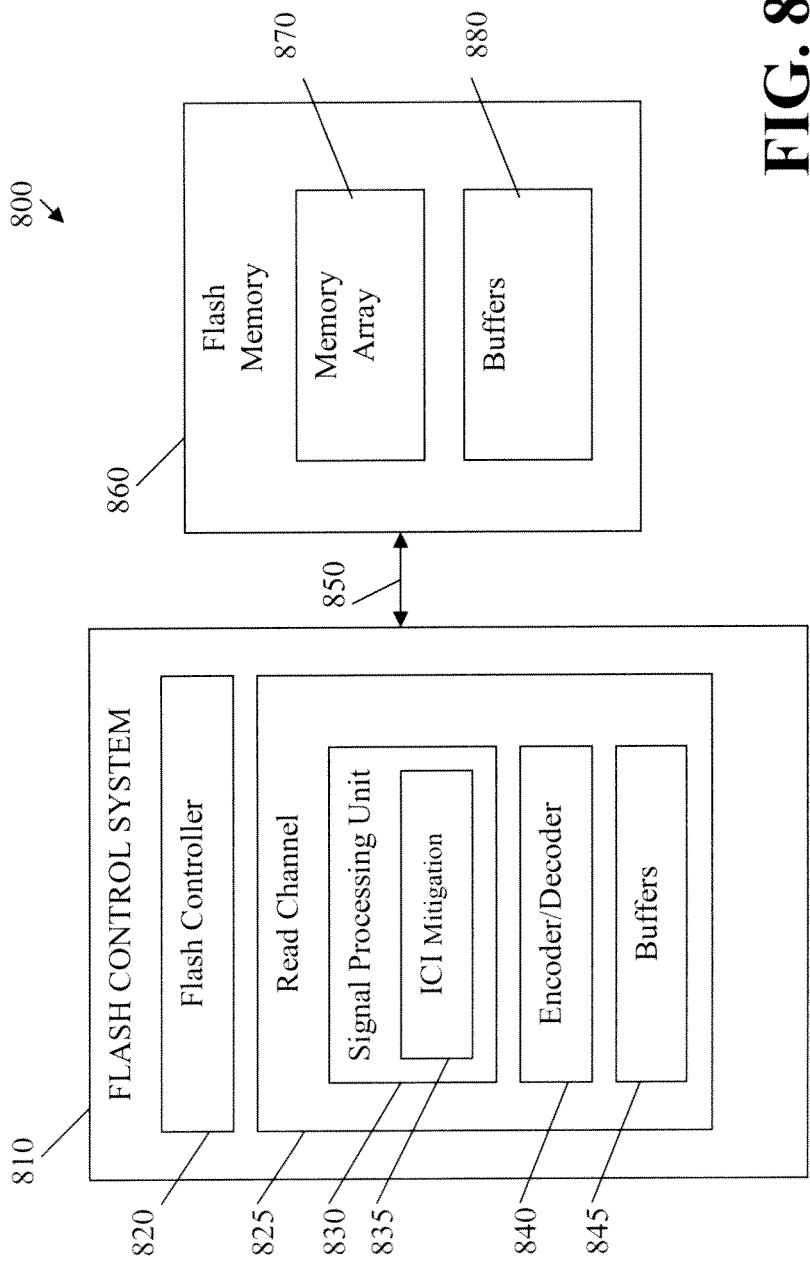 800
810
FLASH CONTROL SYSTEM
820
Flash Controller
825
Read Channel
830
Signal Processing Unit
835
ICI Mitigation
840
Encoder/Decoder
845
Buffers
850
860
Flash
Memory
870
Memory
Array
880
Buffers
FIG. 8